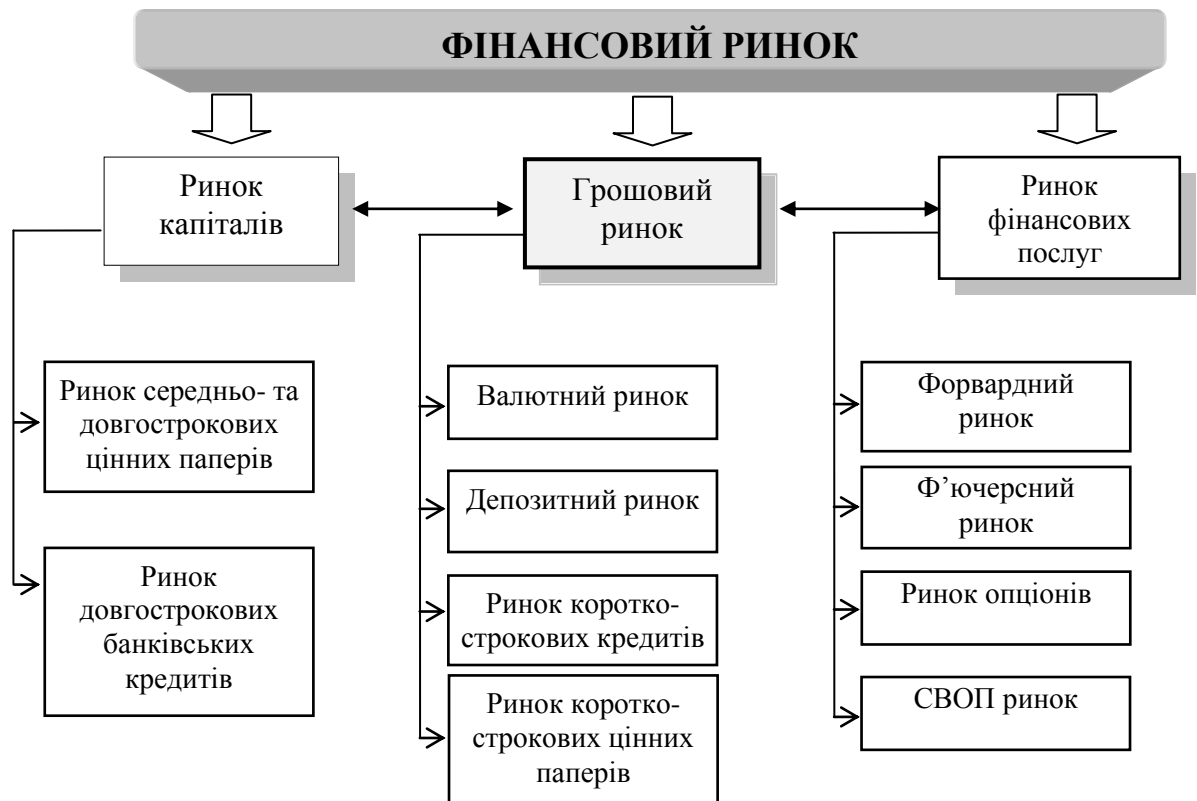 ФІНАНСОВИЙ РИНОК
Ринок
капіталів
Грошовий
ринок
Ринок
фінансових
послуг
Ринок середньо- та
довгострокових
цінних паперів
Ринок
довгострокових
банківських
кредитів
Валютний ринок
Депозитний ринок
Ринок коротко-
строкових кредитів
Ринок коротко-
строкових цінних
паперів
Форвардний
ринок
Ф’ючерсний
ринок
Ринок опціонів
СВОП ринок